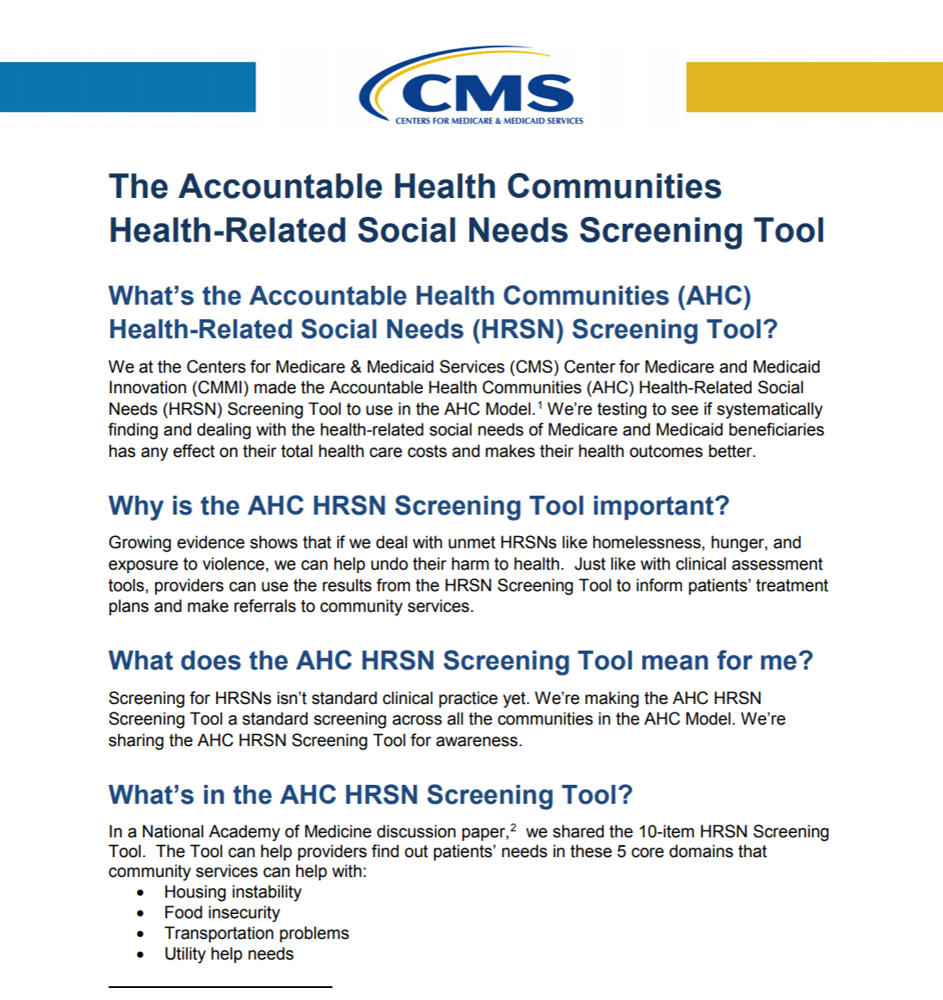 CMS
CENTERS FOR MEDICARE & MEDICAID SERVICES
The Accountable Health Communities
Health-Related Social Needs Screening Tool
What’s the Accountable Health Communities (AHC)
Health-Related Social Needs (HRSN) Screening Tool?
We at the Centers for Medicare & Medicaid Services (CMS) Center for Medicare and Medicaid
Innovation (CMMI) made the Accountable Health Communities (AHC) Health-Related Social
Needs (HRSN) Screening Tool to use in the AHC Model.¹ We’re testing to see if systematically
finding and dealing with the health-related social needs of Medicare and Medicaid beneficiaries
has any effect on their total health care costs and makes their health outcomes better.
Why is the AHC HRSN Screening Tool important?
Growing evidence shows that if we deal with unmet HRSNs like homelessness, hunger, and
exposure to violence, we can help undo their harm to health.  Just like with clinical assessment
tools, providers can use the results from the HRSN Screening Tool to inform patients’ treatment
plans and make referrals to community services.
What does the AHC HRSN Screening Tool mean for me?
Screening for HRSNs isn’t standard clinical practice yet. We’re making the AHC HRSN
Screening Tool a standard screening across all the communities in the AHC Model. We’re
sharing the AHC HRSN Screening Tool for awareness.
What’s in the AHC HRSN Screening Tool?
In a National Academy of Medicine discussion paper,²  we shared the 10-item HRSN Screening
Tool.  The Tool can help providers find out patients’ needs in these 5 core domains that
community services can help with:
• Housing instability
• Food insecurity
• Transportation problems
• Utility help needs